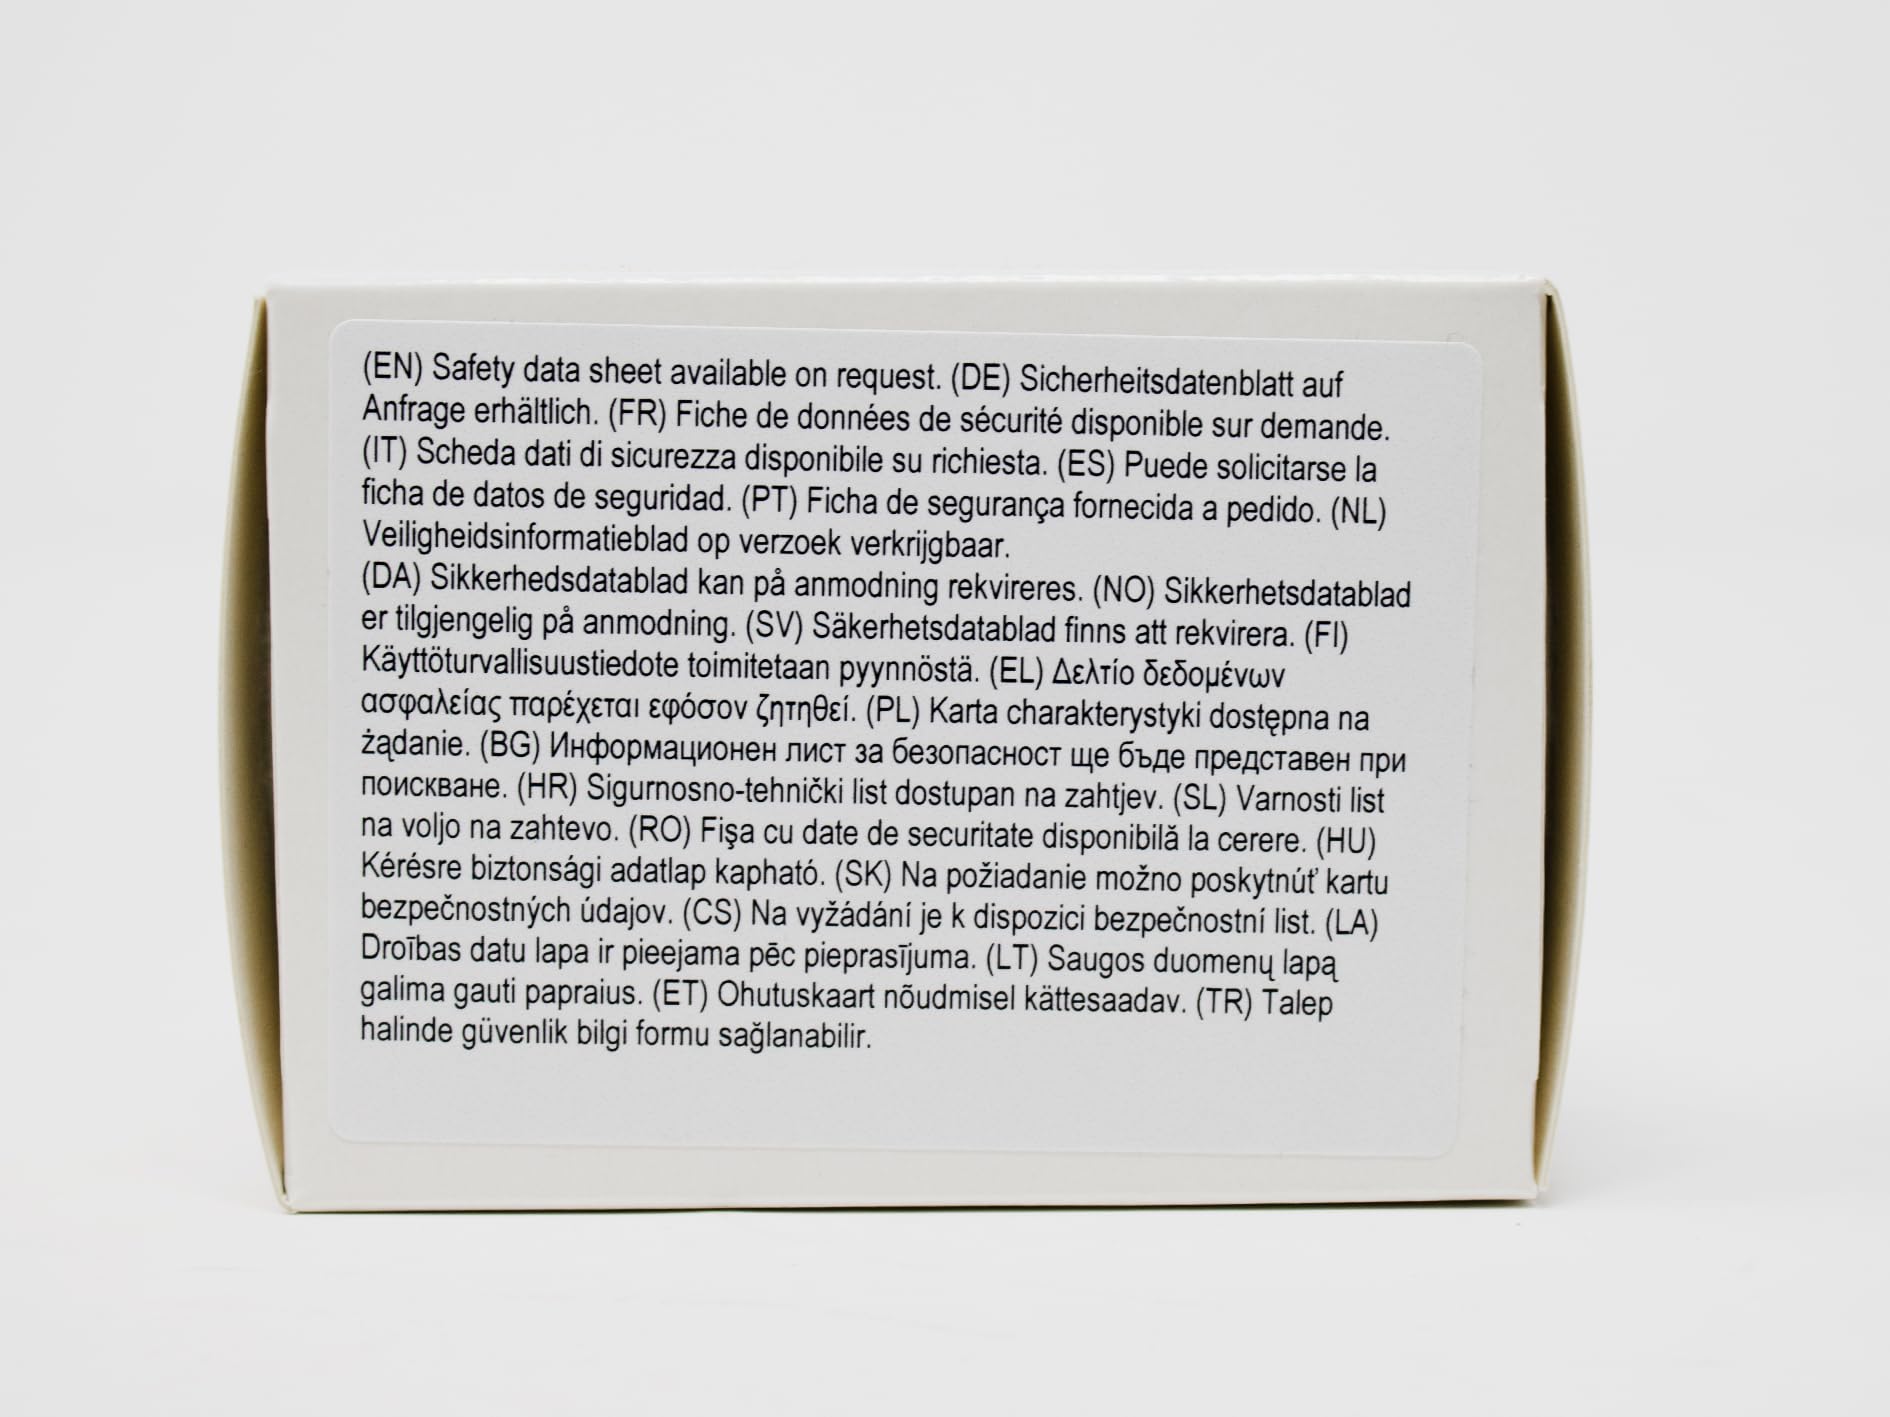 (EN) Safety data sheet available on request. (DE) Sicherheitsdatenblatt auf
Anfrage erhältlich. (FR) Fiche de données de sécurité disponible sur demande.
(IT) Scheda dati di sicurezza disponibile su richiesta. (ES) Puede solicitarse la
ficha de datos de seguridad. (PT) Ficha de segurança fornecida a pedido. (NL)
Veiligheidsinformatieblad op verzoek verkrijgbaar.
(DA) Sikkerhedsdatablad kan på anmodning rekvireres. (NO) Sikkerhetsdatablad
er tilgjengelig på anmodning. (SV) Säkerhetsdatablad finns att rekvirera. (FI)
Käyttöturvallisuustiedote toimitetaan pyynnöstä. (EL) Δελτίο δεδομένων
ασφαλείας παρέχεται εφόσον ζητηθεί. (PL) Karta charakterystyki dostępna na
żądanie. (BG) Информационен лист за безопасност ще бъде представен при
поискване. (HR) Sigurnosno-tehnički list dostupan na zahtjev. (SL) Varnosti list
na voljo na zahtevo. (RO) Fişa cu date de securitate disponibilă la cerere. (HU)
Kérésre biztonsági adatlap kapható. (SK) Na požiadanie možno poskytnúť kartu
bezpečnostných údajov. (CS) Na vyžádání je k dispozici bezpečnostní list. (LA)
Droības datu lapa ir pieejama pēc pieprasījuma. (LT) Saugos duomenų lapą
galima gauti papraius. (ET) Ohutuskaart nõudmisel kättesaadav. (TR) Talep
halinde güvenlik bilgi formu sağlanabilir.